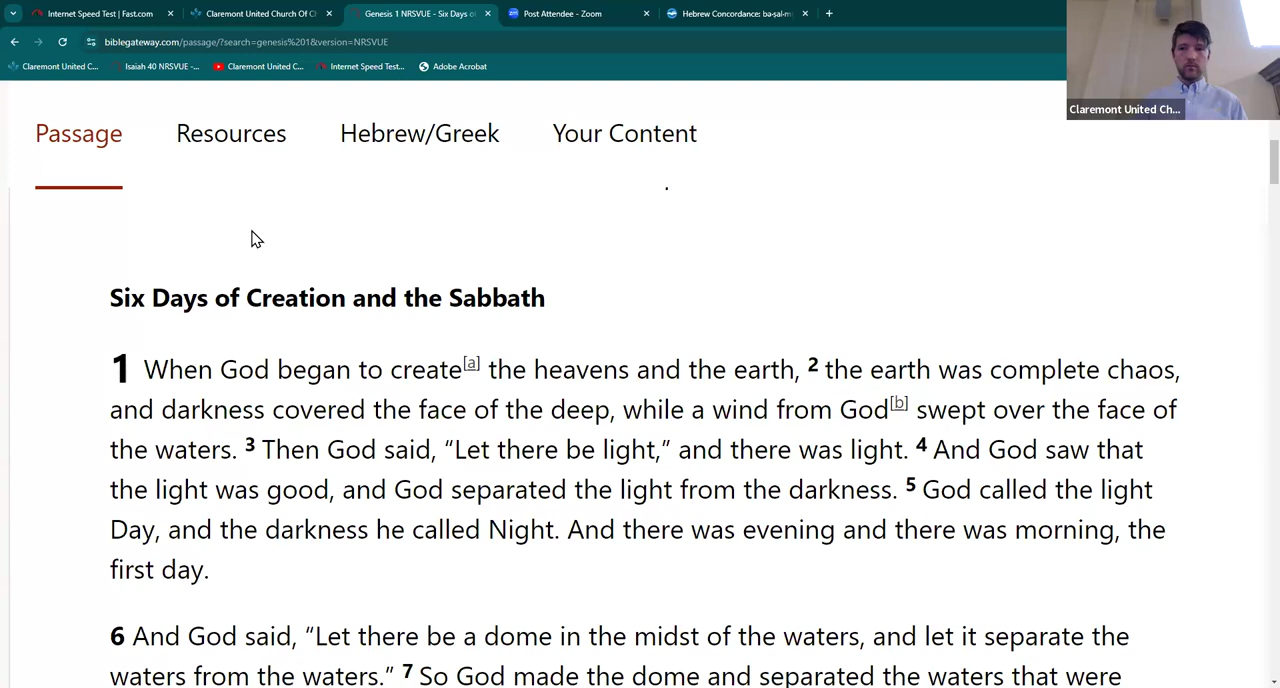 Internet Speed Test | Fast.com
Claremont United Church Of C
Genesis 1 NRSVUE - Six Days of
Post Attendee - Zoom
Hebrew Concordance: ba·ṣal·m
biblegateway.com/passage/?search=genesis%201&version=NRSVUE
Claremont United C...
Isaiah 40 NRSVUE -...
Claremont United C...
Internet Speed Test...
Adobe Acrobat
Claremont United Ch...
Passage
Resources
Hebrew/Greek
Your Content
Six Days of Creation and the Sabbath
1 When God began to create[a] the heavens and the earth, 2 the earth was complete chaos,
and darkness covered the face of the deep, while a wind from God[b] swept over the face of
the waters. 3 Then God said, “Let there be light,” and there was light. 4 And God saw that
the light was good, and God separated the light from the darkness. 5 God called the light
Day, and the darkness he called Night. And there was evening and there was morning, the
first day.
6 And God said, “Let there be a dome in the midst of the waters, and let it separate the
waters from the waters.” 7 So God made the dome and separated the waters that were